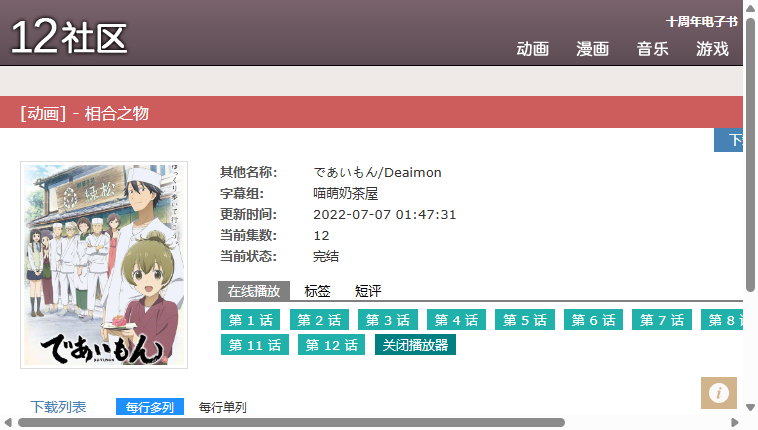 12社区
十周年电子书
动画 漫画 音乐 游戏
[动画] - 相合之物
其他名称: であいもん/Deaimon
字幕组: 喵萌奶茶屋
更新时间: 2022-07-07 01:47:31
当前集数: 12
当前状态: 完结
ゆっくり歩いて行こう。
緑松
であいもん
DEAIMON
在线播放 标签 短评
第 1 话 第 2 话 第 3 话 第 4 话 第 5 话 第 6 话 第 7 话 第 8
第 11 话 第 12 话 关闭播放器
下载列表 每行多列 每行单列